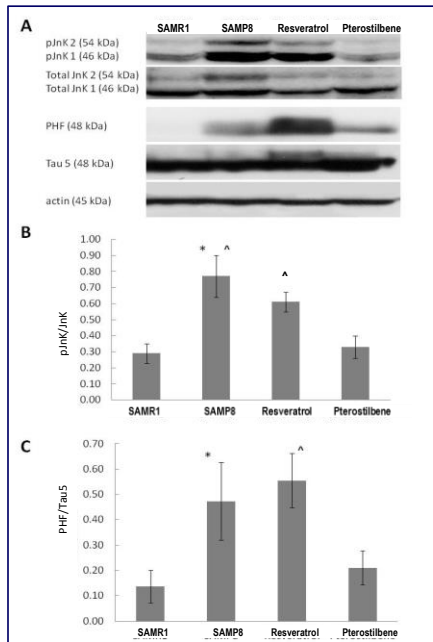 A
SAMR1 SAMP8 Resveratrol Pterostilbene
pJnK 2 (54 kDa)
pJnK 1 (46 kDa)
Total JnK 2 (54 kDa)
Total JnK 1 (46 kDa)
PHF (48 kDa)
Tau 5 (48 kDa)
actin (45 kDa)
B
1.00
0.90
0.80
0.70
0.60
0.50
0.40
0.30
0.20
0.10
0.00
pJnK/JnK
* ^
^
SAMR1 SAMP8 Resveratrol Pterostilbene
C
0.70
0.60
0.50
0.40
0.30
0.20
0.10
0.00
PHF/Tau5
*
^
SAMR1 SAMP8 Resveratrol Pterostilbene